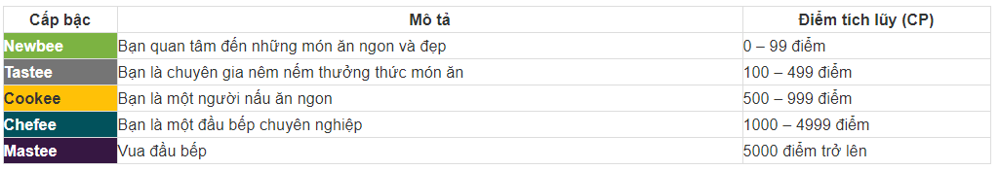 Cấp bậc Mô tả Điểm tích lũy (CP)
Newbee Bạn quan tâm đến những món ăn ngon và đẹp 0 – 99 điểm
Tastee Bạn là chuyên gia nêm nếm thưởng thức món ăn 100 – 499 điểm
Cookee Bạn là một người nấu ăn ngon 500 – 999 điểm
Chefee Bạn là một đầu bếp chuyên nghiệp 1000 – 4999 điểm
Mastee Vua đầu bếp 5000 điểm trở lên